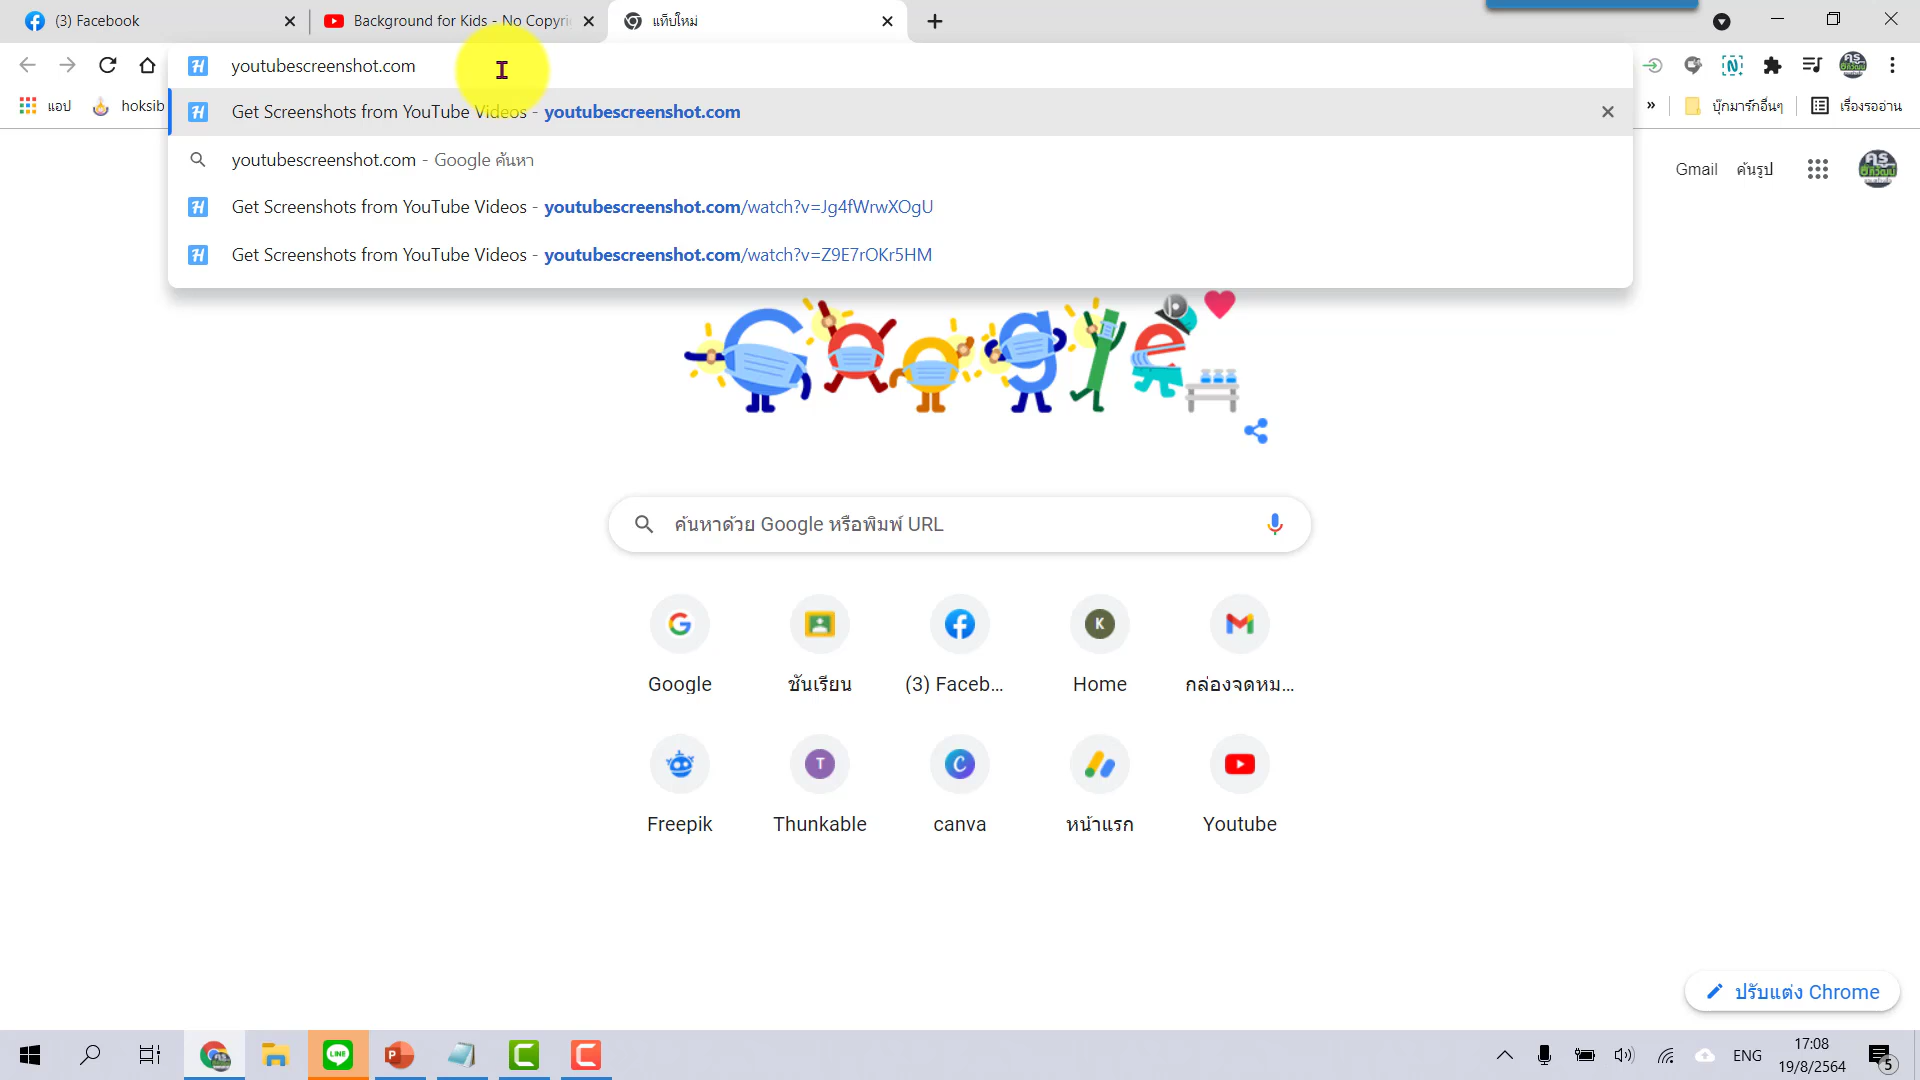 (3) Facebook
Background for Kids - No Copyri
แท็บใหม่
youtubescreenshot.com
แอป
hoksib
Get Screenshots from YouTube Videos - youtubescreenshot.com
» บุ๊กมาร์กอื่นๆ
เรื่องรออ่าน
youtubescreenshot.com - Google ค้นหา
Gmail
ค้นรูป
Get Screenshots from YouTube Videos - youtubescreenshot.com/watch?v=Jg4fWrwXOgU
Get Screenshots from YouTube Videos - youtubescreenshot.com/watch?v=Z9E7rOKr5HM
Google
ค้นหาด้วย Google หรือพิมพ์ URL
Google
ชั้นเรียน
(3) Faceb...
Home
กล่องจดหม...
Freepik
Thunkable
canva
หน้าแรก
Youtube
ปรับแต่ง Chrome
LINE
ENG
17:08
19/8/2564
5